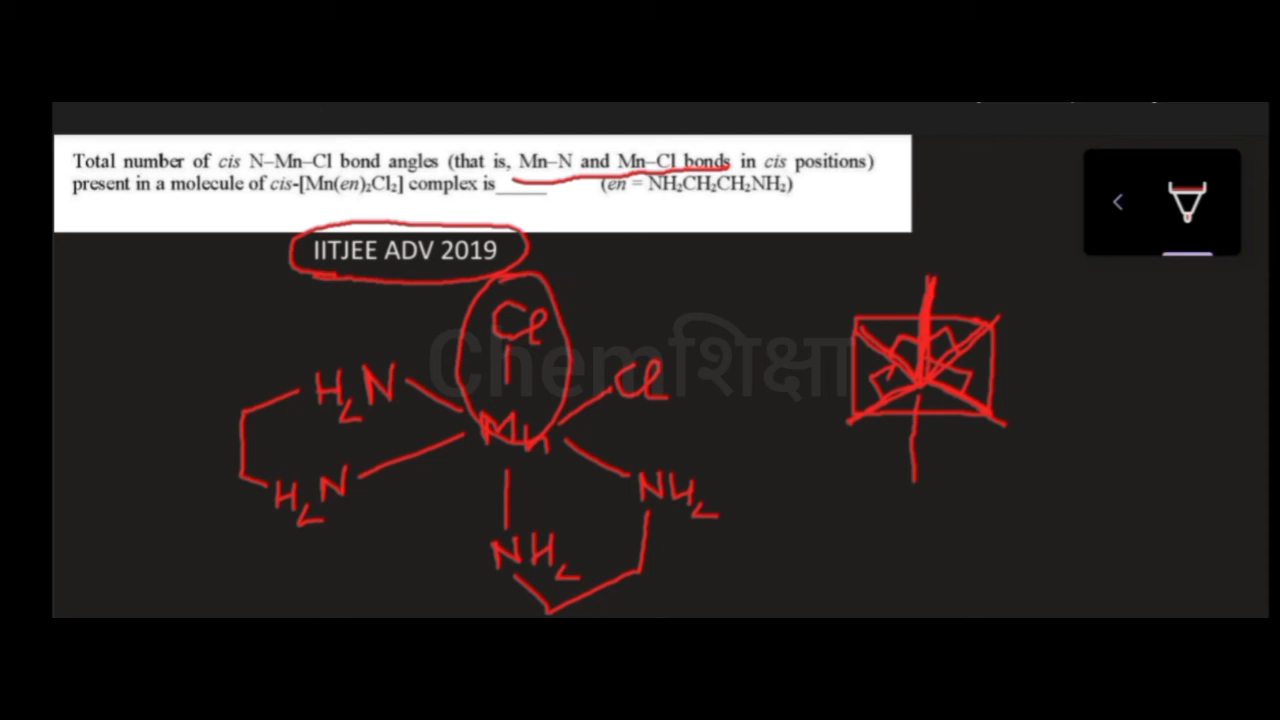 Total number of cis N–Mn–Cl bond angles (that is, Mn–N and Mn–Cl bonds in cis positions)
present in a molecule of cis-[Mn(en)₂Cl₂] complex is_____ (en = NH₂CH₂CH₂NH₂)
IITJEE ADV 2019
Cl
Chemशिक्षा
H₂N Cl
Mn
H₂N NH₂
NH₂